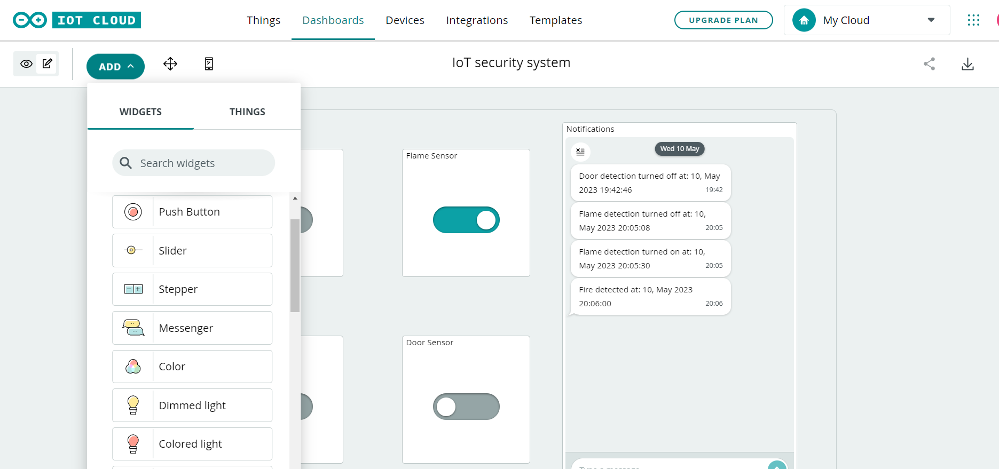 IOT CLOUD
Things
Dashboards
Devices
Integrations
Templates
UPGRADE PLAN
My Cloud
ADD
IoT security system
WIDGETS
THINGS
Search widgets
Push Button
Slider
Stepper
Messenger
Color
Dimmed light
Colored light
Flame Sensor
Door Sensor
Notifications
Wed 10 May
Door detection turned off at: 10, May
2023 19:42:46
19:42
Flame detection turned off at: 10,
May 2023 20:05:08
20:05
Flame detection turned on at: 10,
May 2023 20:05:30
20:05
Fire detected at: 10, May 2023
20:06:00
20:06